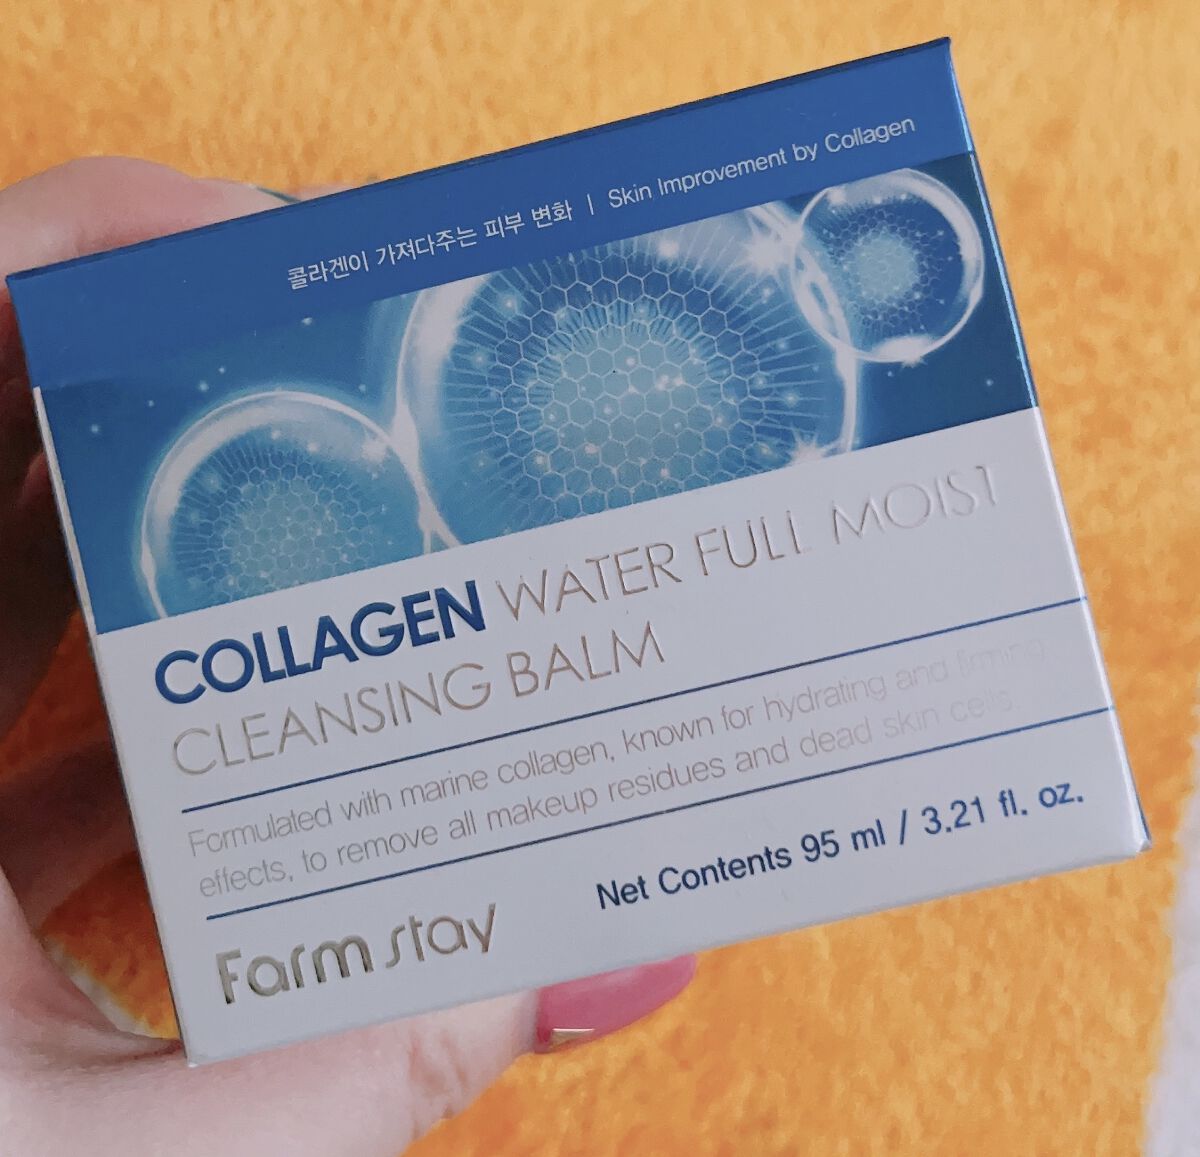 콜라겐이 가져다주는 피부 변화 | Skin Improvement by Collagen
COLLAGEN WATER FULL MOIST
CLEANSING BALM
Formulated with marine collagen, known for hydrating and firming
effects, to remove all makeup residues and dead skin cells.
Net Contents 95 ml / 3.21 fl. oz.
Farm stay